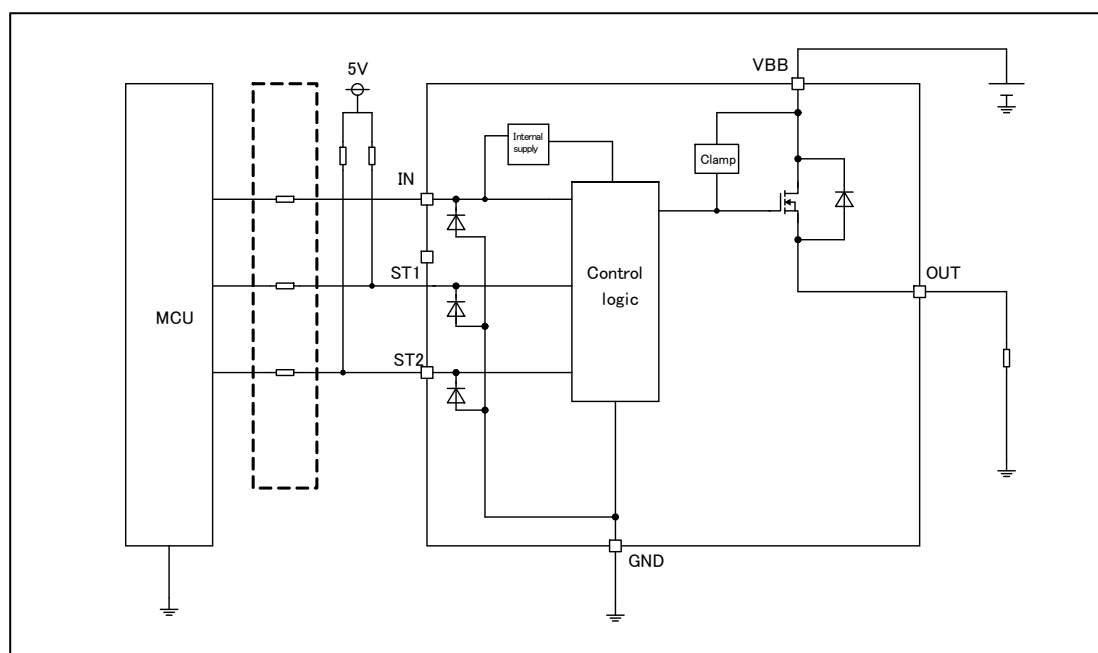 VBB
5V
Internal
supply
Clamp
IN
ST1
Control
logic
OUT
MCU
ST2
GND